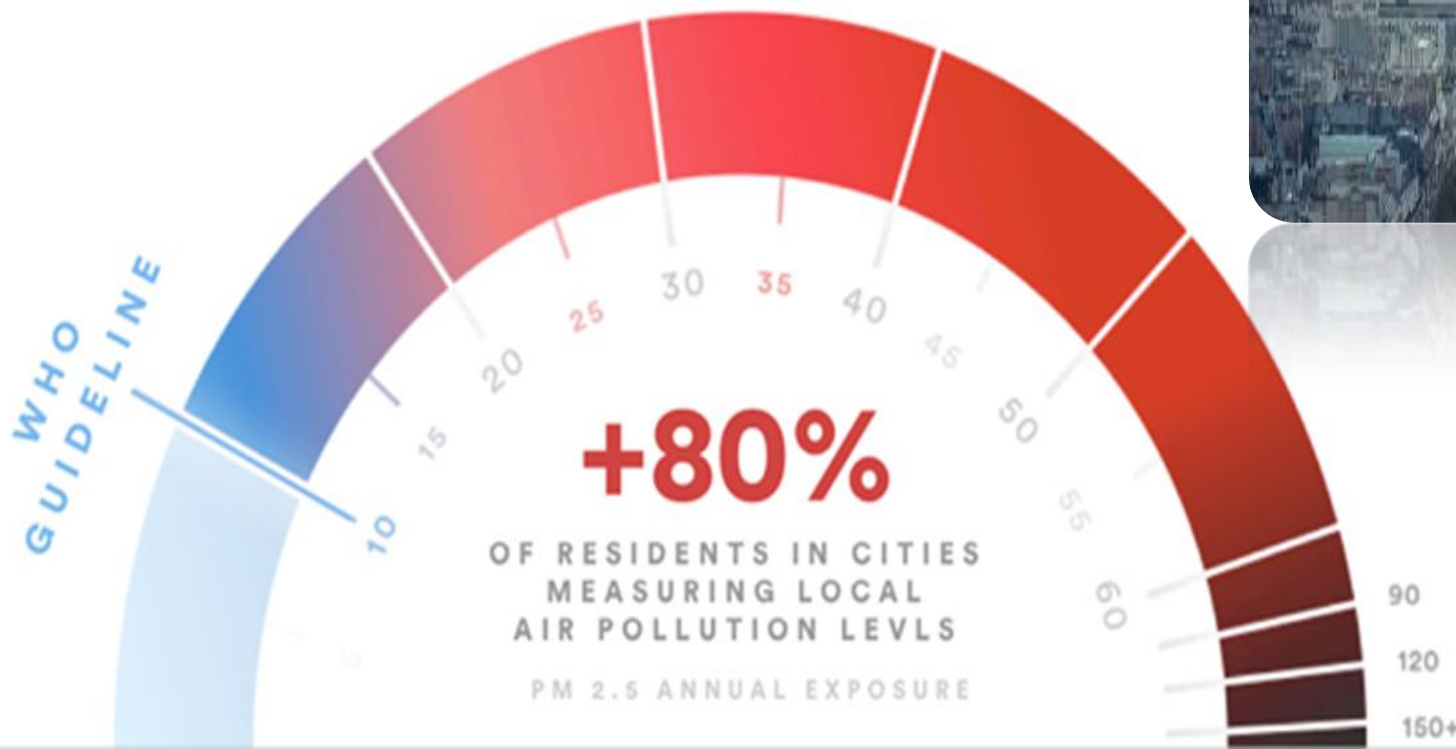 WHO
GUIDELINE
5
10
15
20
25
30
35
40
45
50
55
60
90
120
150+
+80%
OF RESIDENTS IN CITIES
MEASURING LOCAL
AIR POLLUTION LEVLS
PM 2.5 ANNUAL EXPOSURE